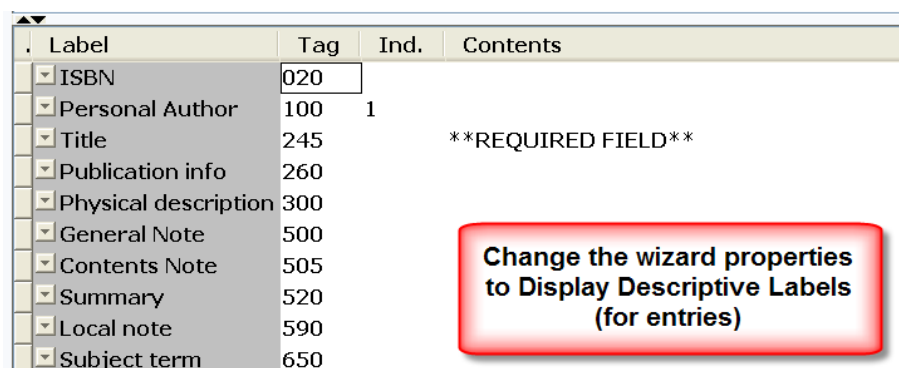 . Label Tag Ind. Contents
ISBN 020
Personal Author 100 1
Title 245 **REQUIRED FIELD**
Publication info 260
Physical description 300
General Note 500
Contents Note 505
Summary 520
Local note 590
Subject term 650
Change the wizard properties
to Display Descriptive Labels
(for entries)